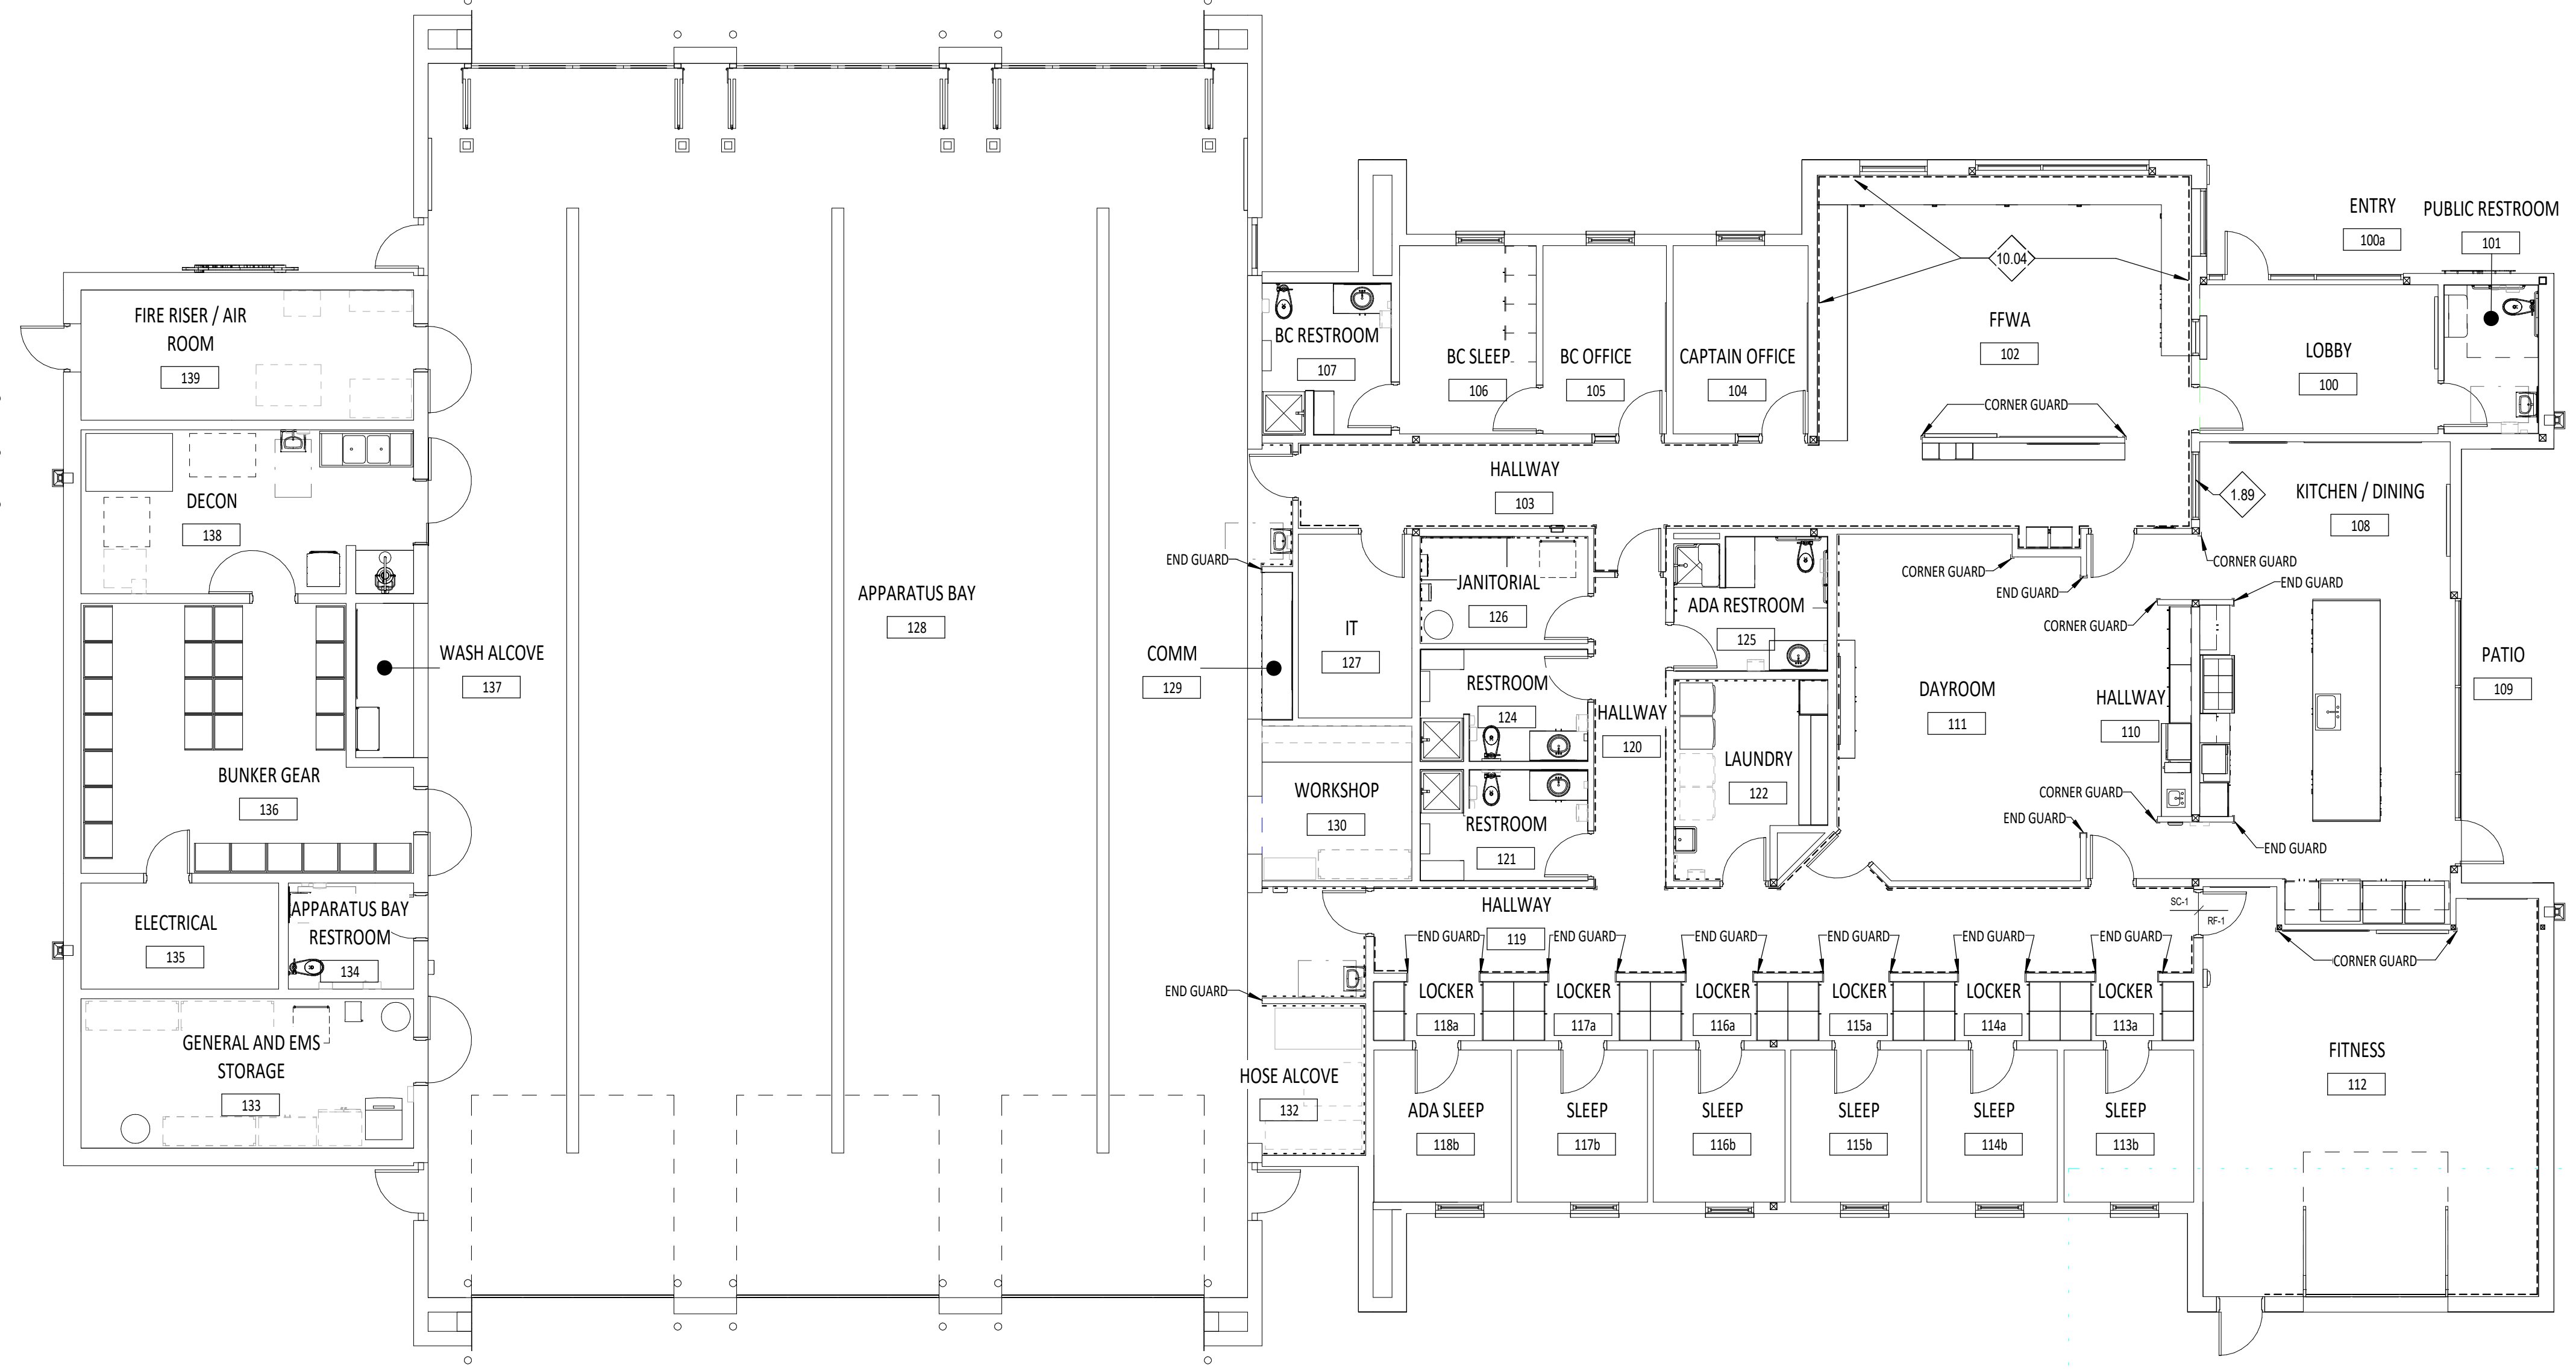 ENTRY
100a
PUBLIC RESTROOM
101
10.04
FIRE RISER / AIR
ROOM
139
BC RESTROOM
107
BC SLEEP
106
BC OFFICE
105
CAPTAIN OFFICE
104
FFWA
102
LOBBY
100
CORNER GUARD
HALLWAY
103
1.89
KITCHEN / DINING
108
DECON
138
END GUARD
CORNER GUARD
CORNER GUARD
END GUARD
END GUARD
CORNER GUARD
APPARATUS BAY
128
JANITORIAL
126
ADA RESTROOM
125
IT
127
WASH ALCOVE
137
COMM
129
RESTROOM
124
HALLWAY
120
DAYROOM
111
HALLWAY
110
PATIO
109
LAUNDRY
122
BUNKER GEAR
136
WORKSHOP
130
RESTROOM
121
CORNER GUARD
END GUARD
END GUARD
ELECTRICAL
135
APPARATUS BAY
RESTROOM
134
HALLWAY
119
SC-1
RF-1
END GUARD
END GUARD
END GUARD
END GUARD
END GUARD
END GUARD
CORNER GUARD
END GUARD
LOCKER
118a
LOCKER
117a
LOCKER
116a
LOCKER
115a
LOCKER
114a
LOCKER
113a
GENERAL AND EMS
STORAGE
133
HOSE ALCOVE
132
FITNESS
112
ADA SLEEP
118b
SLEEP
117b
SLEEP
116b
SLEEP
115b
SLEEP
114b
SLEEP
113b